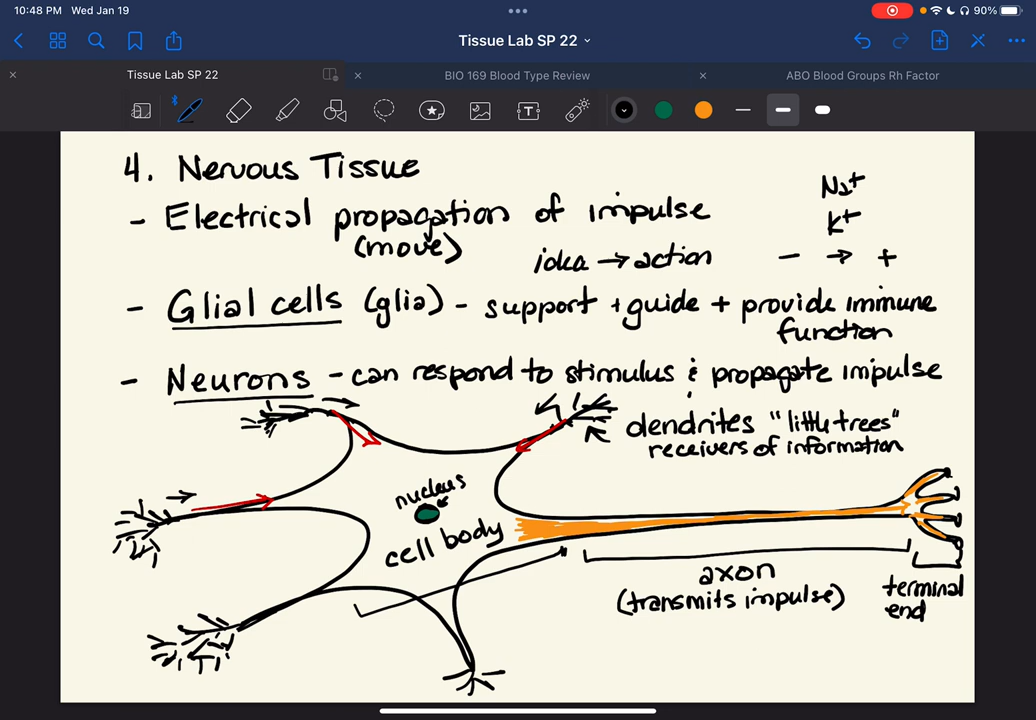 10:48 PM Wed Jan 19
90%
Tissue Lab SP 22
Tissue Lab SP 22
BIO 169 Blood Type Review
ABO Blood Groups Rh Factor
4. Nervous Tissue
Na+
- Electrical propagation of impulse
K+
(move)
idea → action
- → +
- Glial cells (glia) - support + guide + provide immune
function
- Neurons - can respond to stimulus & propagate impulse
dendrites "little trees"
receivers of information
nucleus
cell body
axon
(transmits impulse)
terminal
end